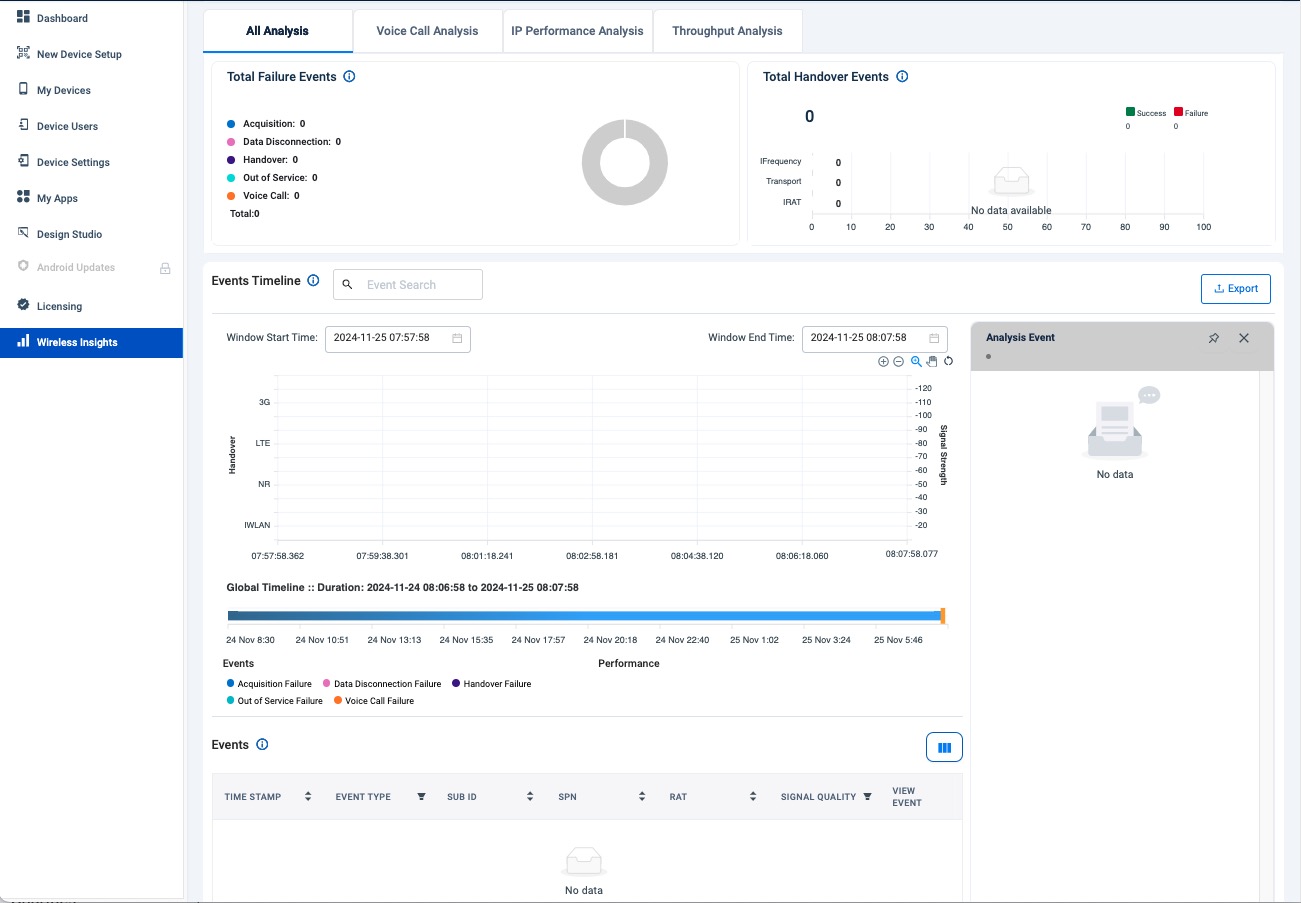 Dashboard
New Device Setup
My Devices
Device Users
Device Settings
My Apps
Design Studio
Android Updates
Licensing
Wireless Insights
All Analysis
Voice Call Analysis
IP Performance Analysis
Throughput Analysis
Total Failure Events
Acquisition: 0
Data Disconnection: 0
Handover: 0
Out of Service: 0
Voice Call: 0
Total:0
Total Handover Events
0
Success
0
Failure
0
IFrequency 0
Transport 0
IRAT 0
No data available
0 10 20 30 40 50 60 70 80 90 100
Events Timeline
Event Search
Export
Window Start Time: 2024-11-25 07:57:58
Window End Time: 2024-11-25 08:07:58
Handover
3G
LTE
NR
IWLAN
-120
-110
-100
-90
-80
-70
-60
-50
-40
-30
-20
Signal Strength
07:57:58.362 07:59:38.301 08:01:18.241 08:02:58.181 08:04:38.120 08:06:18.060 08:07:58.077
Global Timeline :: Duration: 2024-11-24 08:06:58 to 2024-11-25 08:07:58
24 Nov 8:30 24 Nov 10:51 24 Nov 13:13 24 Nov 15:35 24 Nov 17:57 24 Nov 20:18 24 Nov 22:40 25 Nov 1:02 25 Nov 3:24 25 Nov 5:46
Events
Acquisition Failure Data Disconnection Failure Handover Failure
Out of Service Failure Voice Call Failure
Performance
Analysis Event
No data
Events
TIME STAMP EVENT TYPE SUB ID SPN RAT SIGNAL QUALITY VIEW EVENT
No data